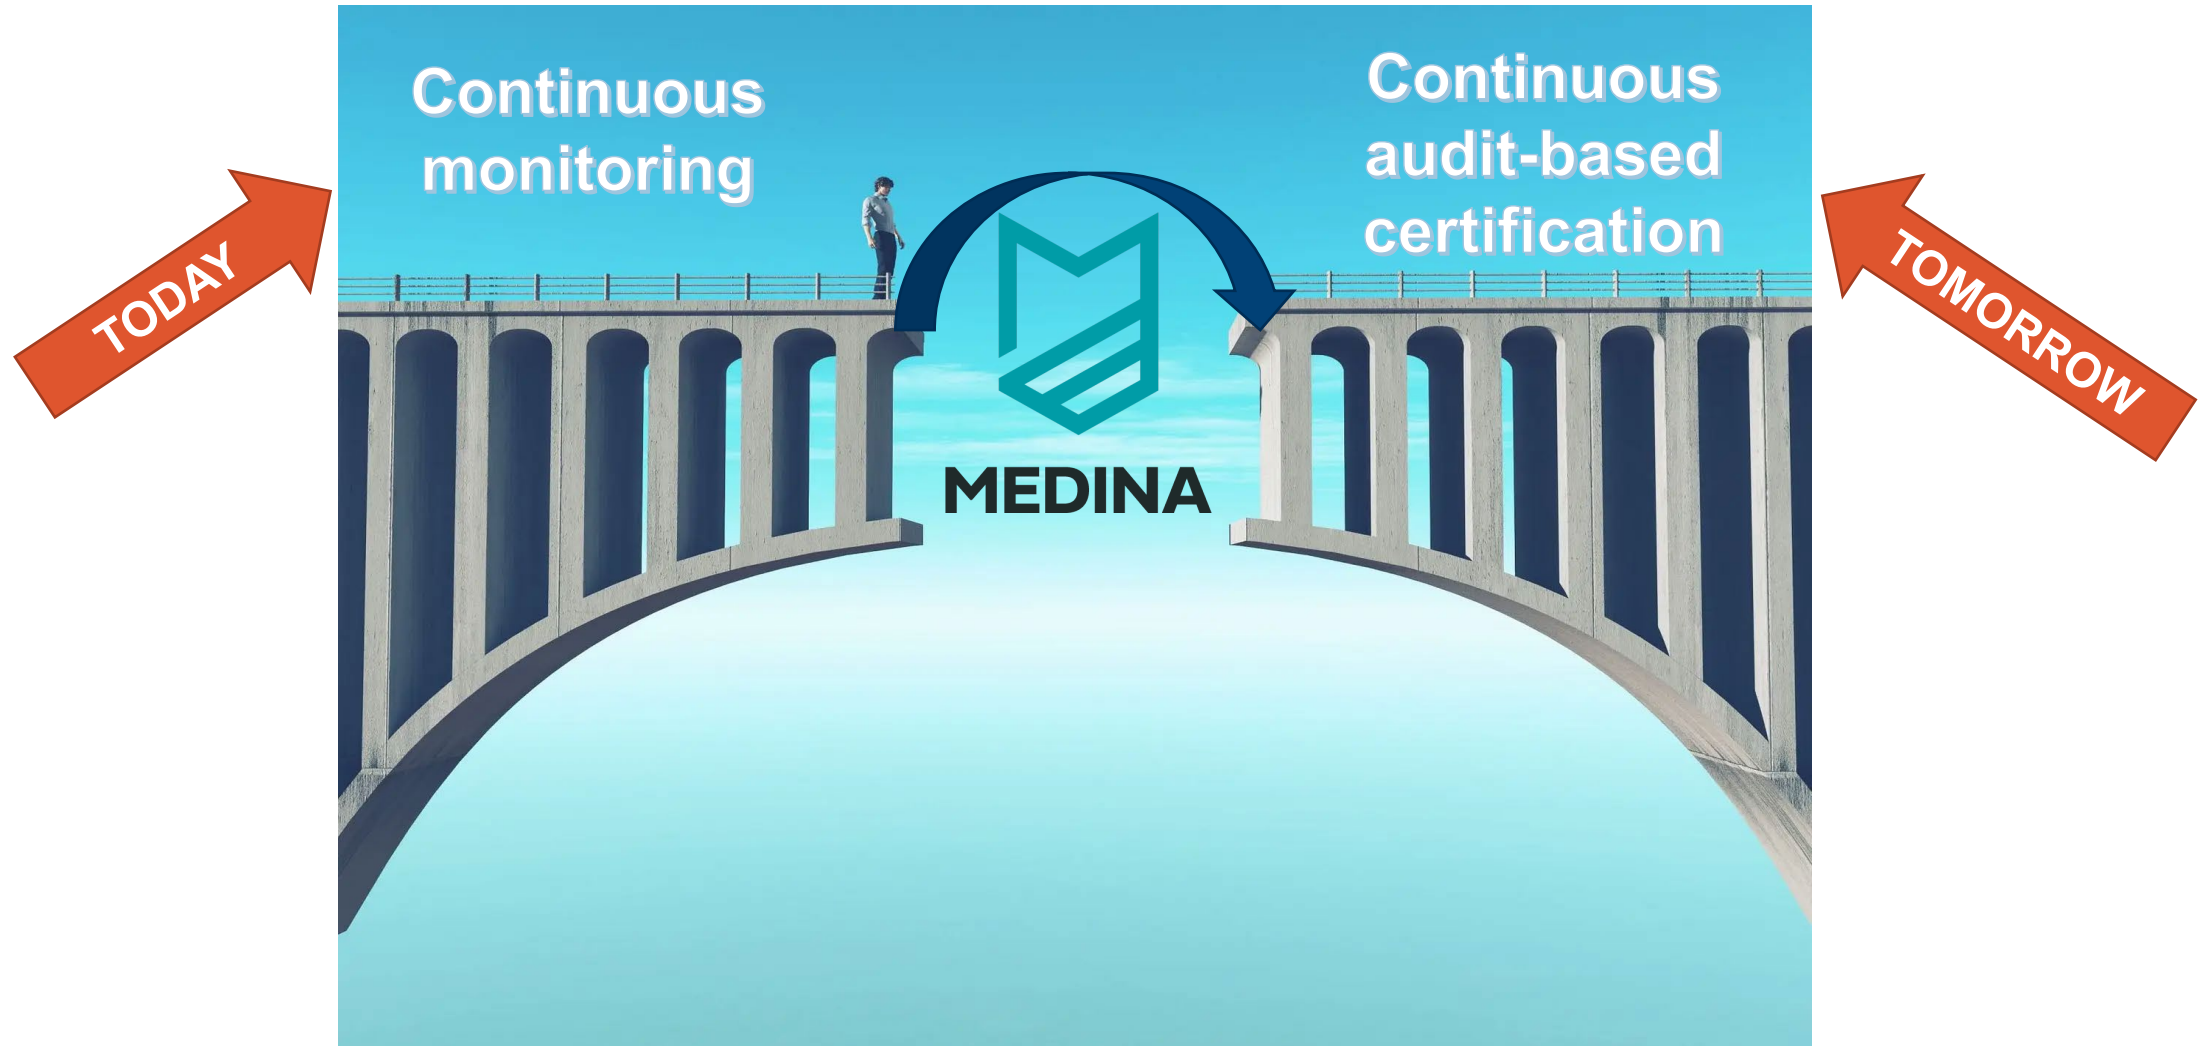 Continuous
monitoring
Continuous
audit-based
certification
TODAY
TOMORROW
MEDINA